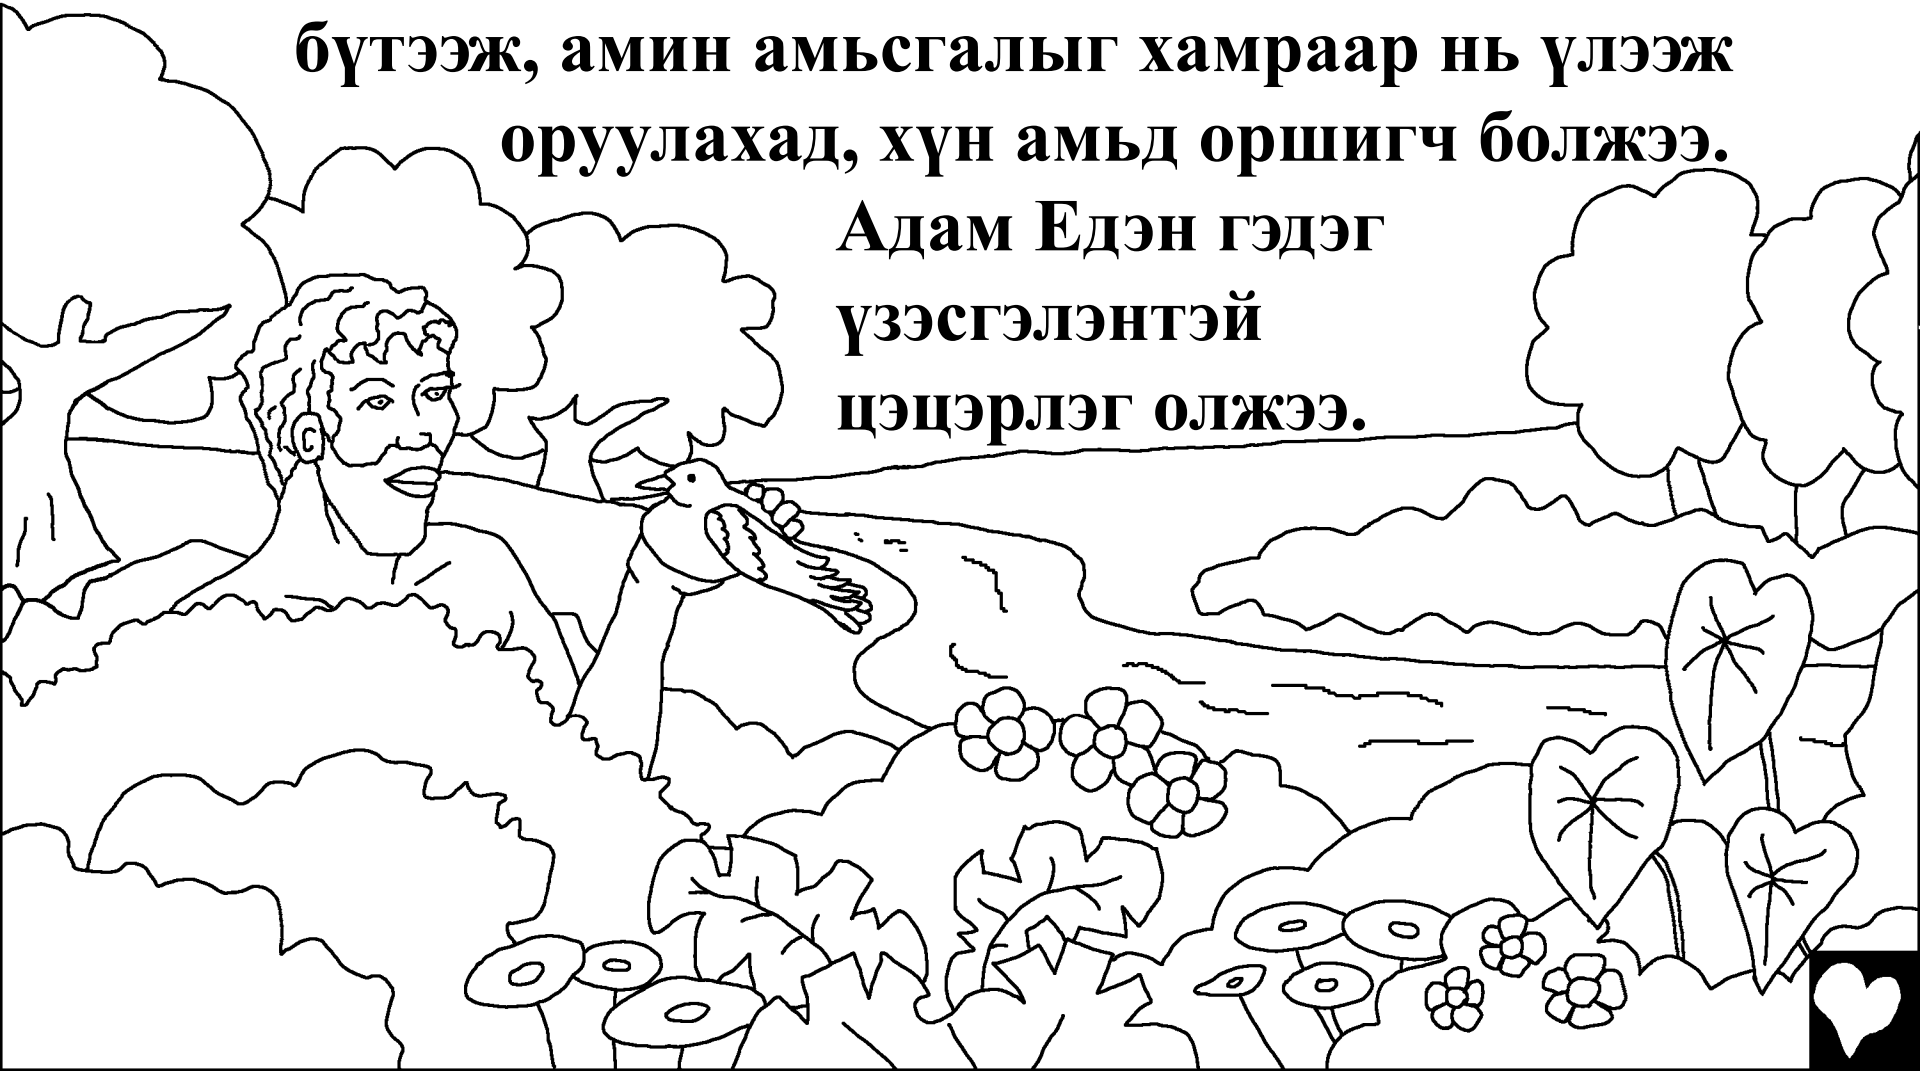 бүтээж, амин амьсгалыг хамраар нь үлээж
оруулахад, хүн амьд оршигч болжээ.
Адам Едэн гэдэг
үзэсгэлэнтэй
цэцэрлэг олжээ.